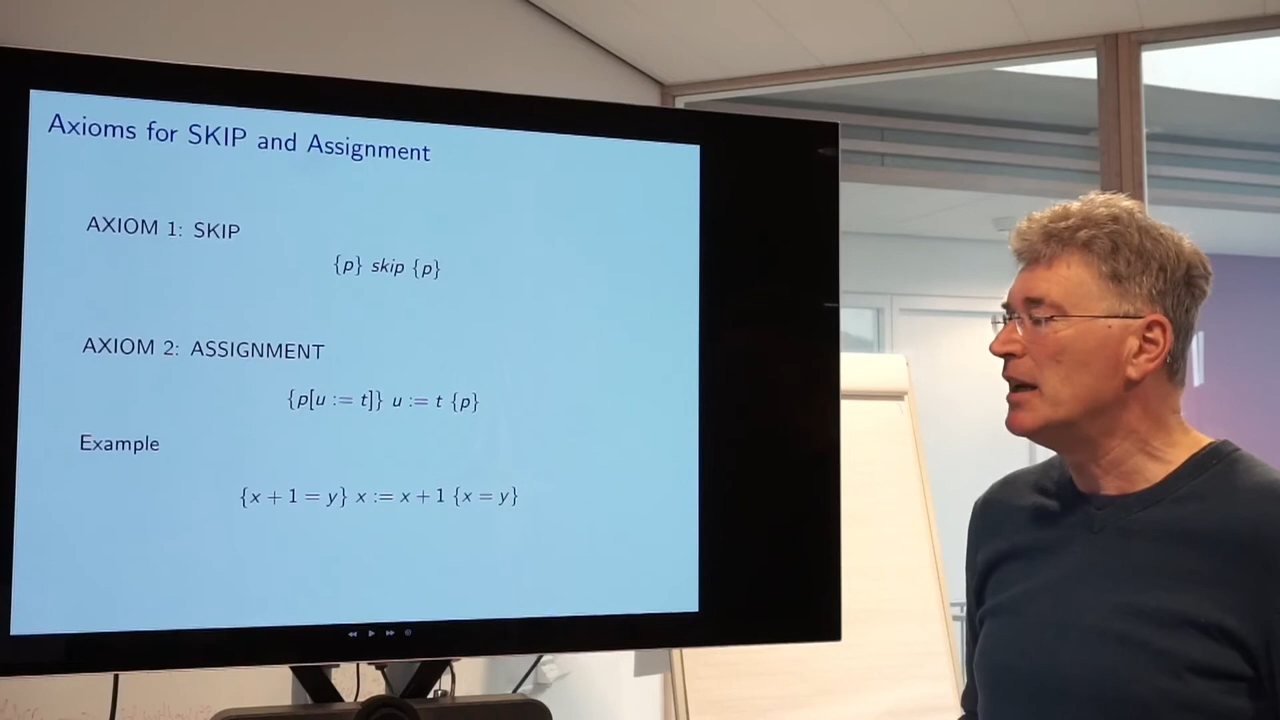 Axioms for SKIP and Assignment
AXIOM 1: SKIP
{p} skip {p}
AXIOM 2: ASSIGNMENT
{p[u := t]} u := t {p}
Example
{x + 1 = y} x := x + 1 {x = y}